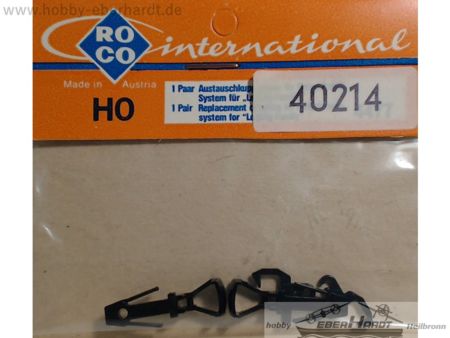 © www.hobby-eberhardt.de
ROCO international
Made in Austria
HO
1 Paar
System für
1 Pair Replacement
system for
40214
hobby EBERHARDT Heilbronn